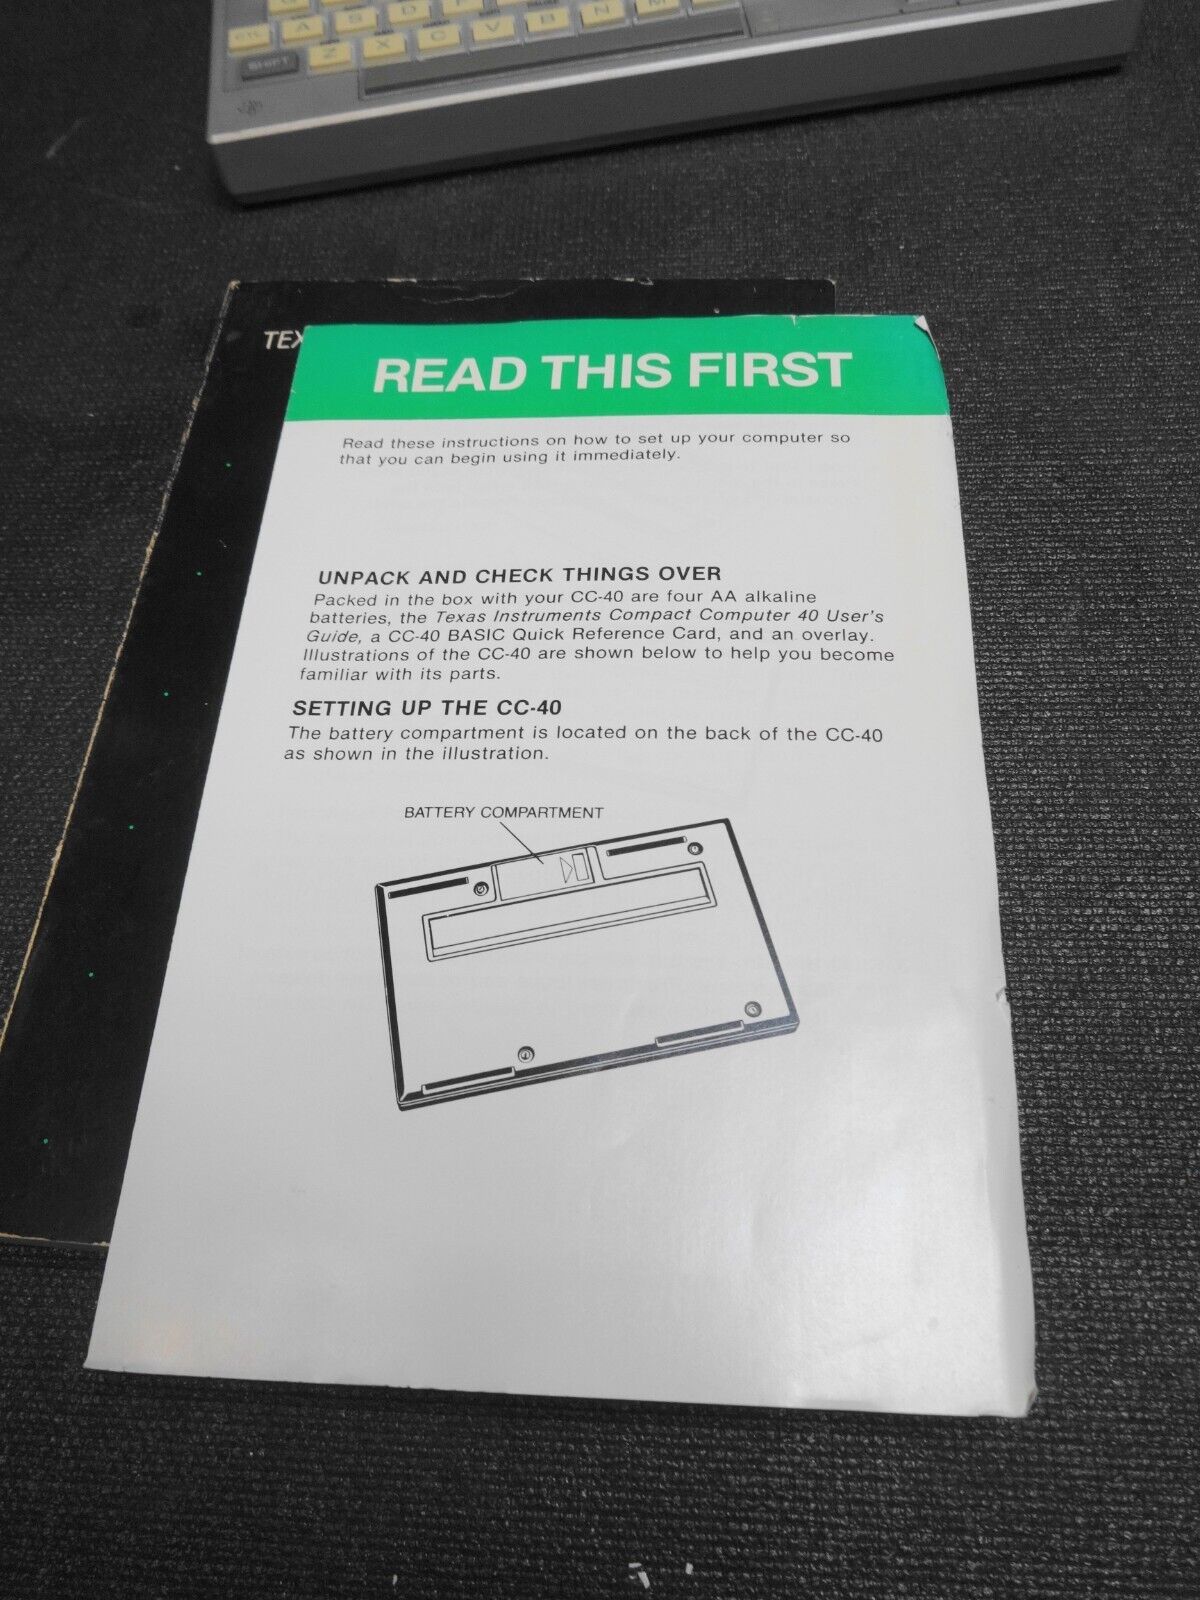 CTL A S D
SHIFT Z X C V B N M
TEX
READ THIS FIRST
Read these instructions on how to set up your computer so
that you can begin using it immediately.
UNPACK AND CHECK THINGS OVER
Packed in the box with your CC-40 are four AA alkaline
batteries, the Texas Instruments Compact Computer 40 User's
Guide, a CC-40 BASIC Quick Reference Card, and an overlay.
Illustrations of the CC-40 are shown below to help you become
familiar with its parts.
SETTING UP THE CC-40
The battery compartment is located on the back of the CC-40
as shown in the illustration.
BATTERY COMPARTMENT